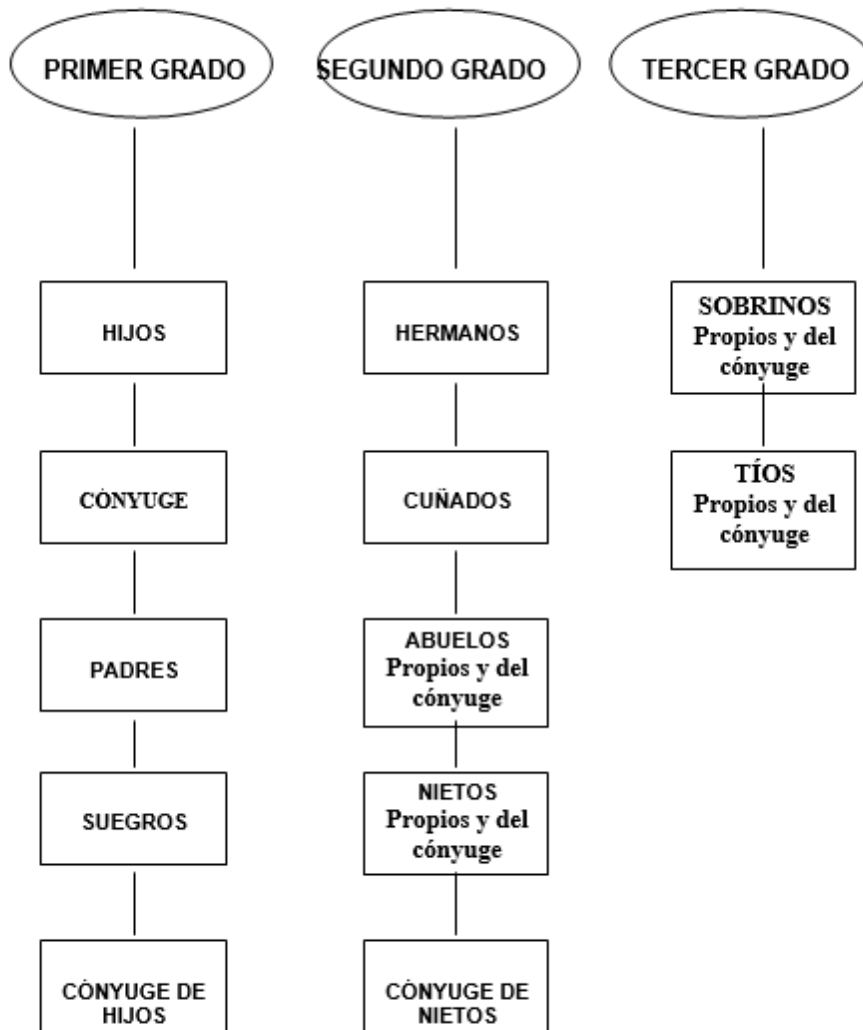 PRIMER GRADO
HIJOS
CÓNYUGE
PADRES
SUEGROS
CÓNYUGE DE
HIJOS
SEGUNDO GRADO
HERMANOS
CUÑADOS
ABUELOS
Propios y del
cónyuge
NIETOS
Propios y del
cónyuge
CÓNYUGE DE
NIETOS
TERCER GRADO
SOBRINOS
Propios y del
cónyuge
TÍOS
Propios y del
cónyuge